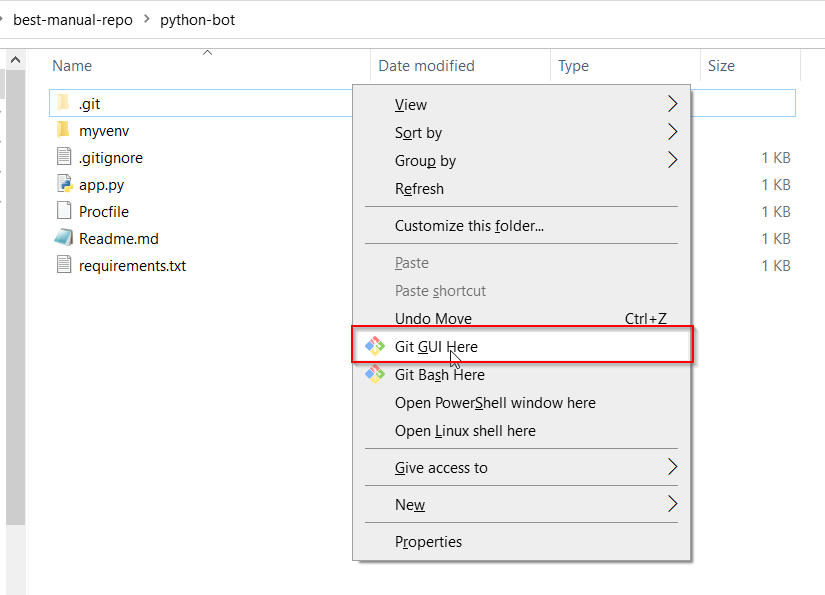 best-manual-repo > python-bot
Name Date modified Type Size
.git
myvenv
.gitignore 1 KB
app.py 1 KB
Procfile 1 KB
Readme.md 1 KB
requirements.txt 1 KB
View
Sort by
Group by
Refresh
Customize this folder...
Paste
Paste shortcut
Undo Move Ctrl+Z
Git GUI Here
Git Bash Here
Open PowerShell window here
Open Linux shell here
Give access to
New
Properties